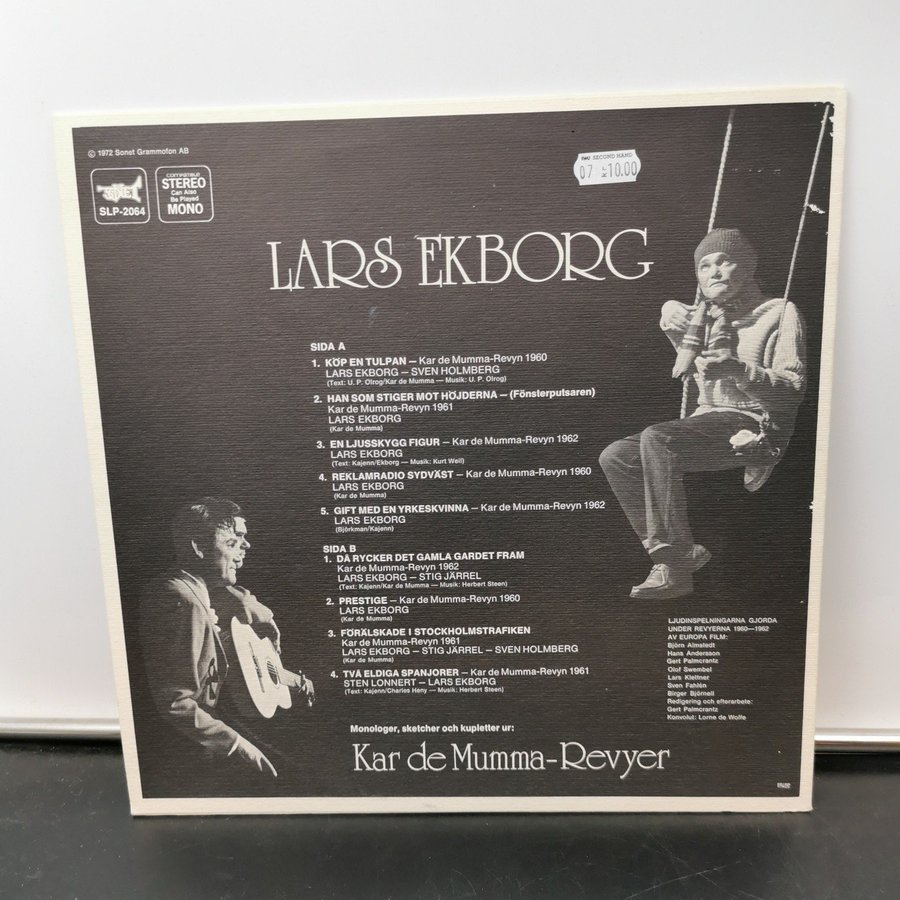 © 1972 Sonet Grammofon AB
SONET
SLP-2064
COMPATIBLE
STEREO
Can Also
Be Played
MONO
SECOND HAND
07 10.00
LARS EKBORG
SIDA A
1. KÖP EN TULPAN — Kar de Mumma-Revyn 1960
LARS EKBORG — SVEN HOLMBERG
(Text: U. P. Olrog/Kar de Mumma — Musik: U. P. Olrog)
2. HAN SOM STIGER MOT HÖJDERNA — (Fönsterputsaren)
Kar de Mumma-Revyn 1961
LARS EKBORG
(Kar de Mumma)
3. EN LJUSSKYGG FIGUR — Kar de Mumma-Revyn 1962
LARS EKBORG
(Text: Kajenn/Ekborg — Musik: Kurt Weil)
4. REKLAMRADIO SYDVÄST — Kar de Mumma-Revyn 1960
LARS EKBORG
(Kar de Mumma)
5. GIFT MED EN YRKESKVINNA — Kar de Mumma-Revyn 1962
LARS EKBORG
(Björkman/Kajenn)
SIDA B
1. DÅ RYCKER DET GAMLA GARDET FRAM
Kar de Mumma-Revyn 1962
LARS EKBORG — STIG JÄRREL
(Text: Kajenn/Kar de Mumma — Musik: Herbert Steen)
2. PRESTIGE — Kar de Mumma-Revyn 1960
LARS EKBORG
(Kar de Mumma)
3. FÖRÄLSKADE I STOCKHOLMSTRAFIKEN
Kar de Mumma-Revyn 1961
LARS EKBORG — STIG JÄRREL — SVEN HOLMBERG
(Kar de Mumma)
4. TVÅ ELDIGA SPANJORER — Kar de Mumma-Revyn 1961
STEN LONNERT — LARS EKBORG
(Text: Kajenn/Charles Heny — Musik: Herbert Steen)
LJUDINSPELNINGARNA GJORDA
UNDER REVYERNA 1960—1962
AV EUROPA FILM:
Björn Almstedt
Hans Andersson
Gert Palmcrantz
Olof Swembel
Lars Klettner
Sven Fahlén
Birger Björnell
Redigering och efterarbete:
Gert Palmcrantz
Konvolut: Lorne de Wolfe
Monologer, sketcher och kupletter ur:
Kar de Mumma-Revyer